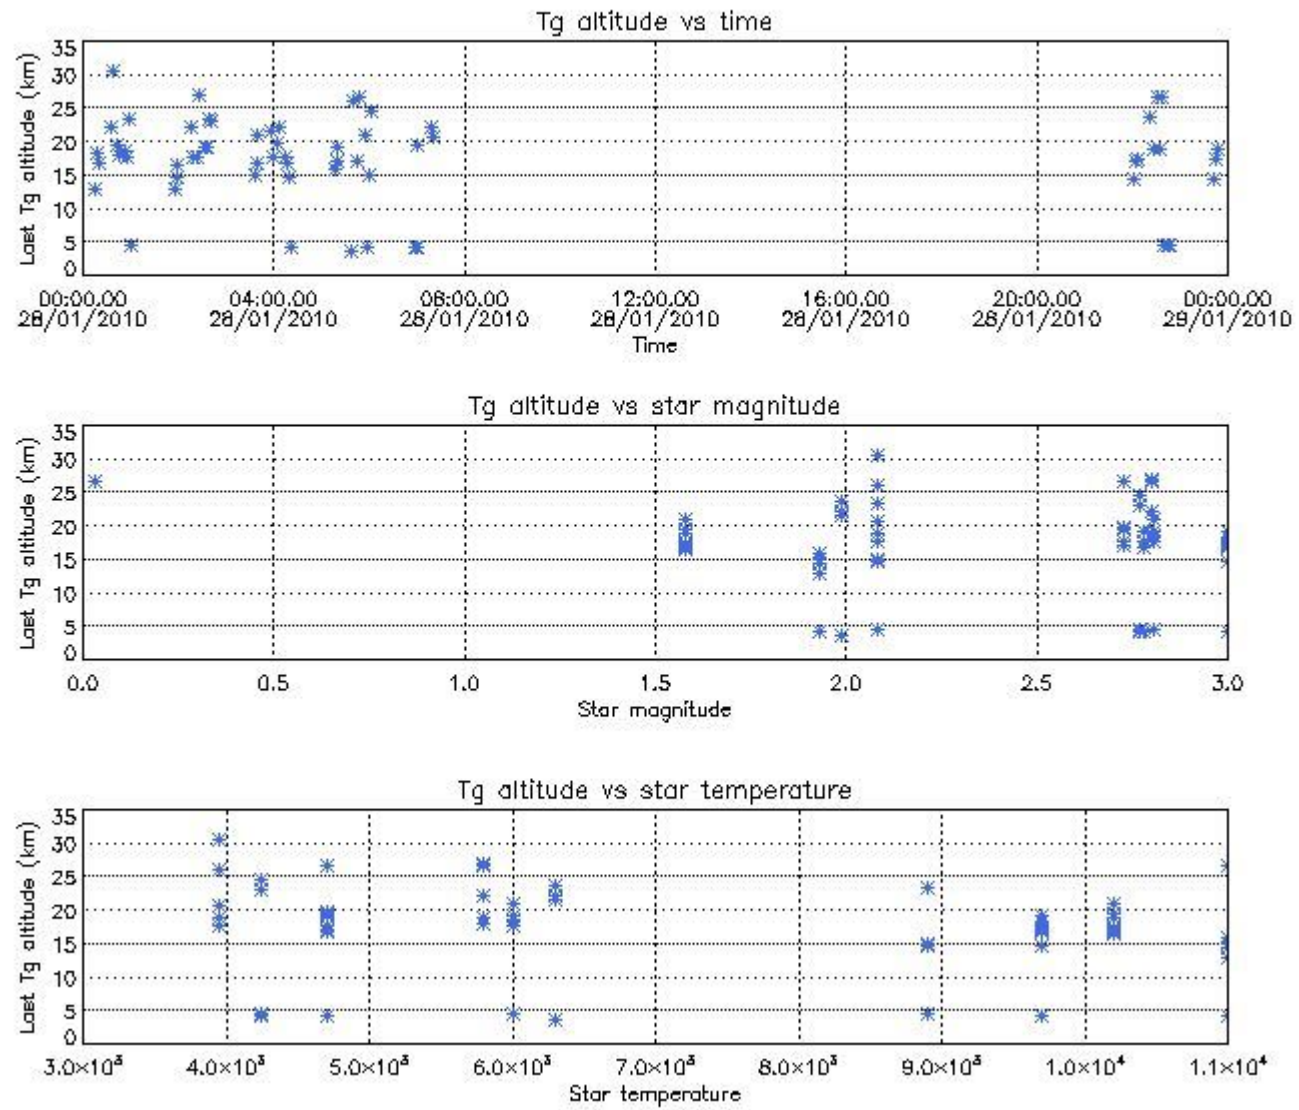 Tg altitude vs time
Last Tg altitude (km)
35
30
25
20
15
10
5
0
00:00.00 04:00.00 08:00.00 12:00.00 16:00.00 20:00.00 00:00.00
28/01/2010 28/01/2010 28/01/2010 28/01/2010 28/01/2010 28/01/2010 29/01/2010
Time
Tg altitude vs star magnitude
Last Tg altitude (km)
35
30
25
20
15
10
5
0
0.0 0.5 1.0 1.5 2.0 2.5 3.0
Star magnitude
Tg altitude vs star temperature
Last Tg altitude (km)
35
30
25
20
15
10
5
0
3.0×10³ 4.0×10³ 5.0×10³ 6.0×10³ 7.0×10³ 8.0×10³ 9.0×10³ 1.0×10⁴ 1.1×10⁴
Star temperature